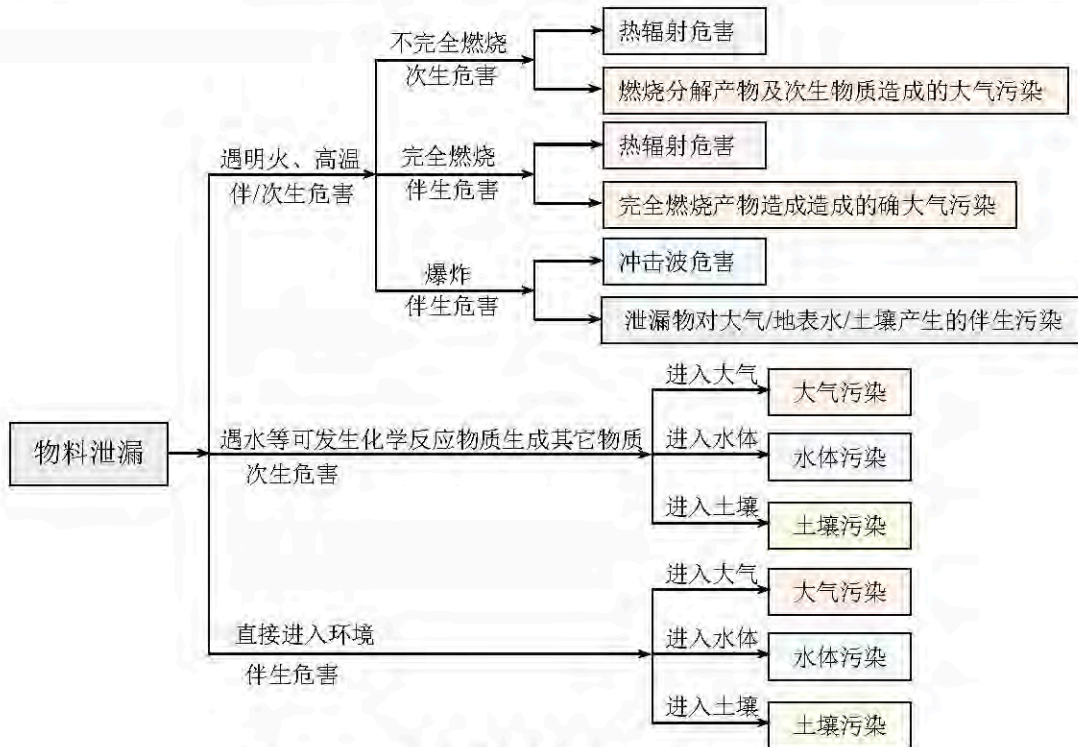 不完全燃烧
次生危害
热辐射危害
燃烧分解产物及次生物质造成的大气污染
遇明火、高温
伴/次生危害
完全燃烧
伴生危害
热辐射危害
完全燃烧产物造成造成的确大气污染
爆炸
伴生危害
冲击波危害
泄漏物对大气/地表水/土壤产生的伴生污染
物料泄漏
遇水等可发生化学反应物质生成其它物质
次生危害
进入大气
大气污染
进入水体
水体污染
进入土壤
土壤污染
直接进入环境
伴生危害
进入大气
大气污染
进入水体
水体污染
进入土壤
土壤污染